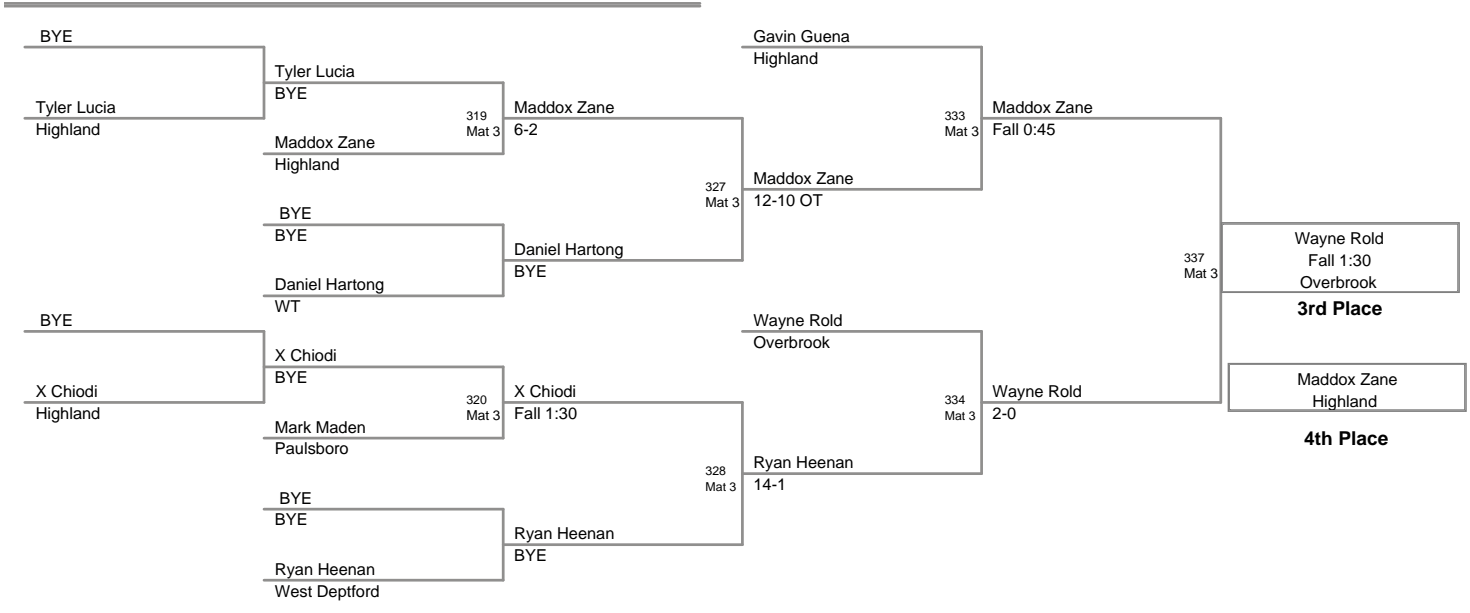 BYE
Tyler Lucia
Highland
Tyler Lucia
BYE
Maddox Zane
Highland
319
Mat 3
Maddox Zane
6-2
BYE
BYE
Daniel Hartong
WT
Daniel Hartong
BYE
327
Mat 3
Maddox Zane
12-10 OT
Gavin Guena
Highland
333
Mat 3
Maddox Zane
Fall 0:45
BYE
X Chiodi
Highland
X Chiodi
BYE
Mark Maden
Paulsboro
320
Mat 3
X Chiodi
Fall 1:30
BYE
BYE
Ryan Heenan
West Deptford
Ryan Heenan
BYE
328
Mat 3
Ryan Heenan
14-1
Wayne Rold
Overbrook
334
Mat 3
Wayne Rold
2-0
337
Mat 3
Wayne Rold
Fall 1:30
Overbrook
3rd Place
Maddox Zane
Highland
4th Place